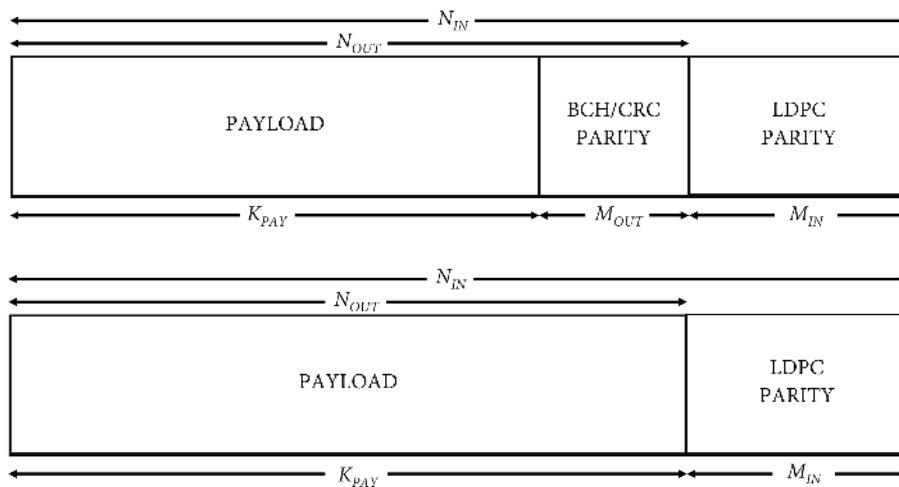 N_IN
N_OUT
PAYLOAD
BCH/CRC
PARITY
LDPC
PARITY
K_PAY
M_OUT
M_IN
N_IN
N_OUT
PAYLOAD
LDPC
PARITY
K_PAY
M_IN